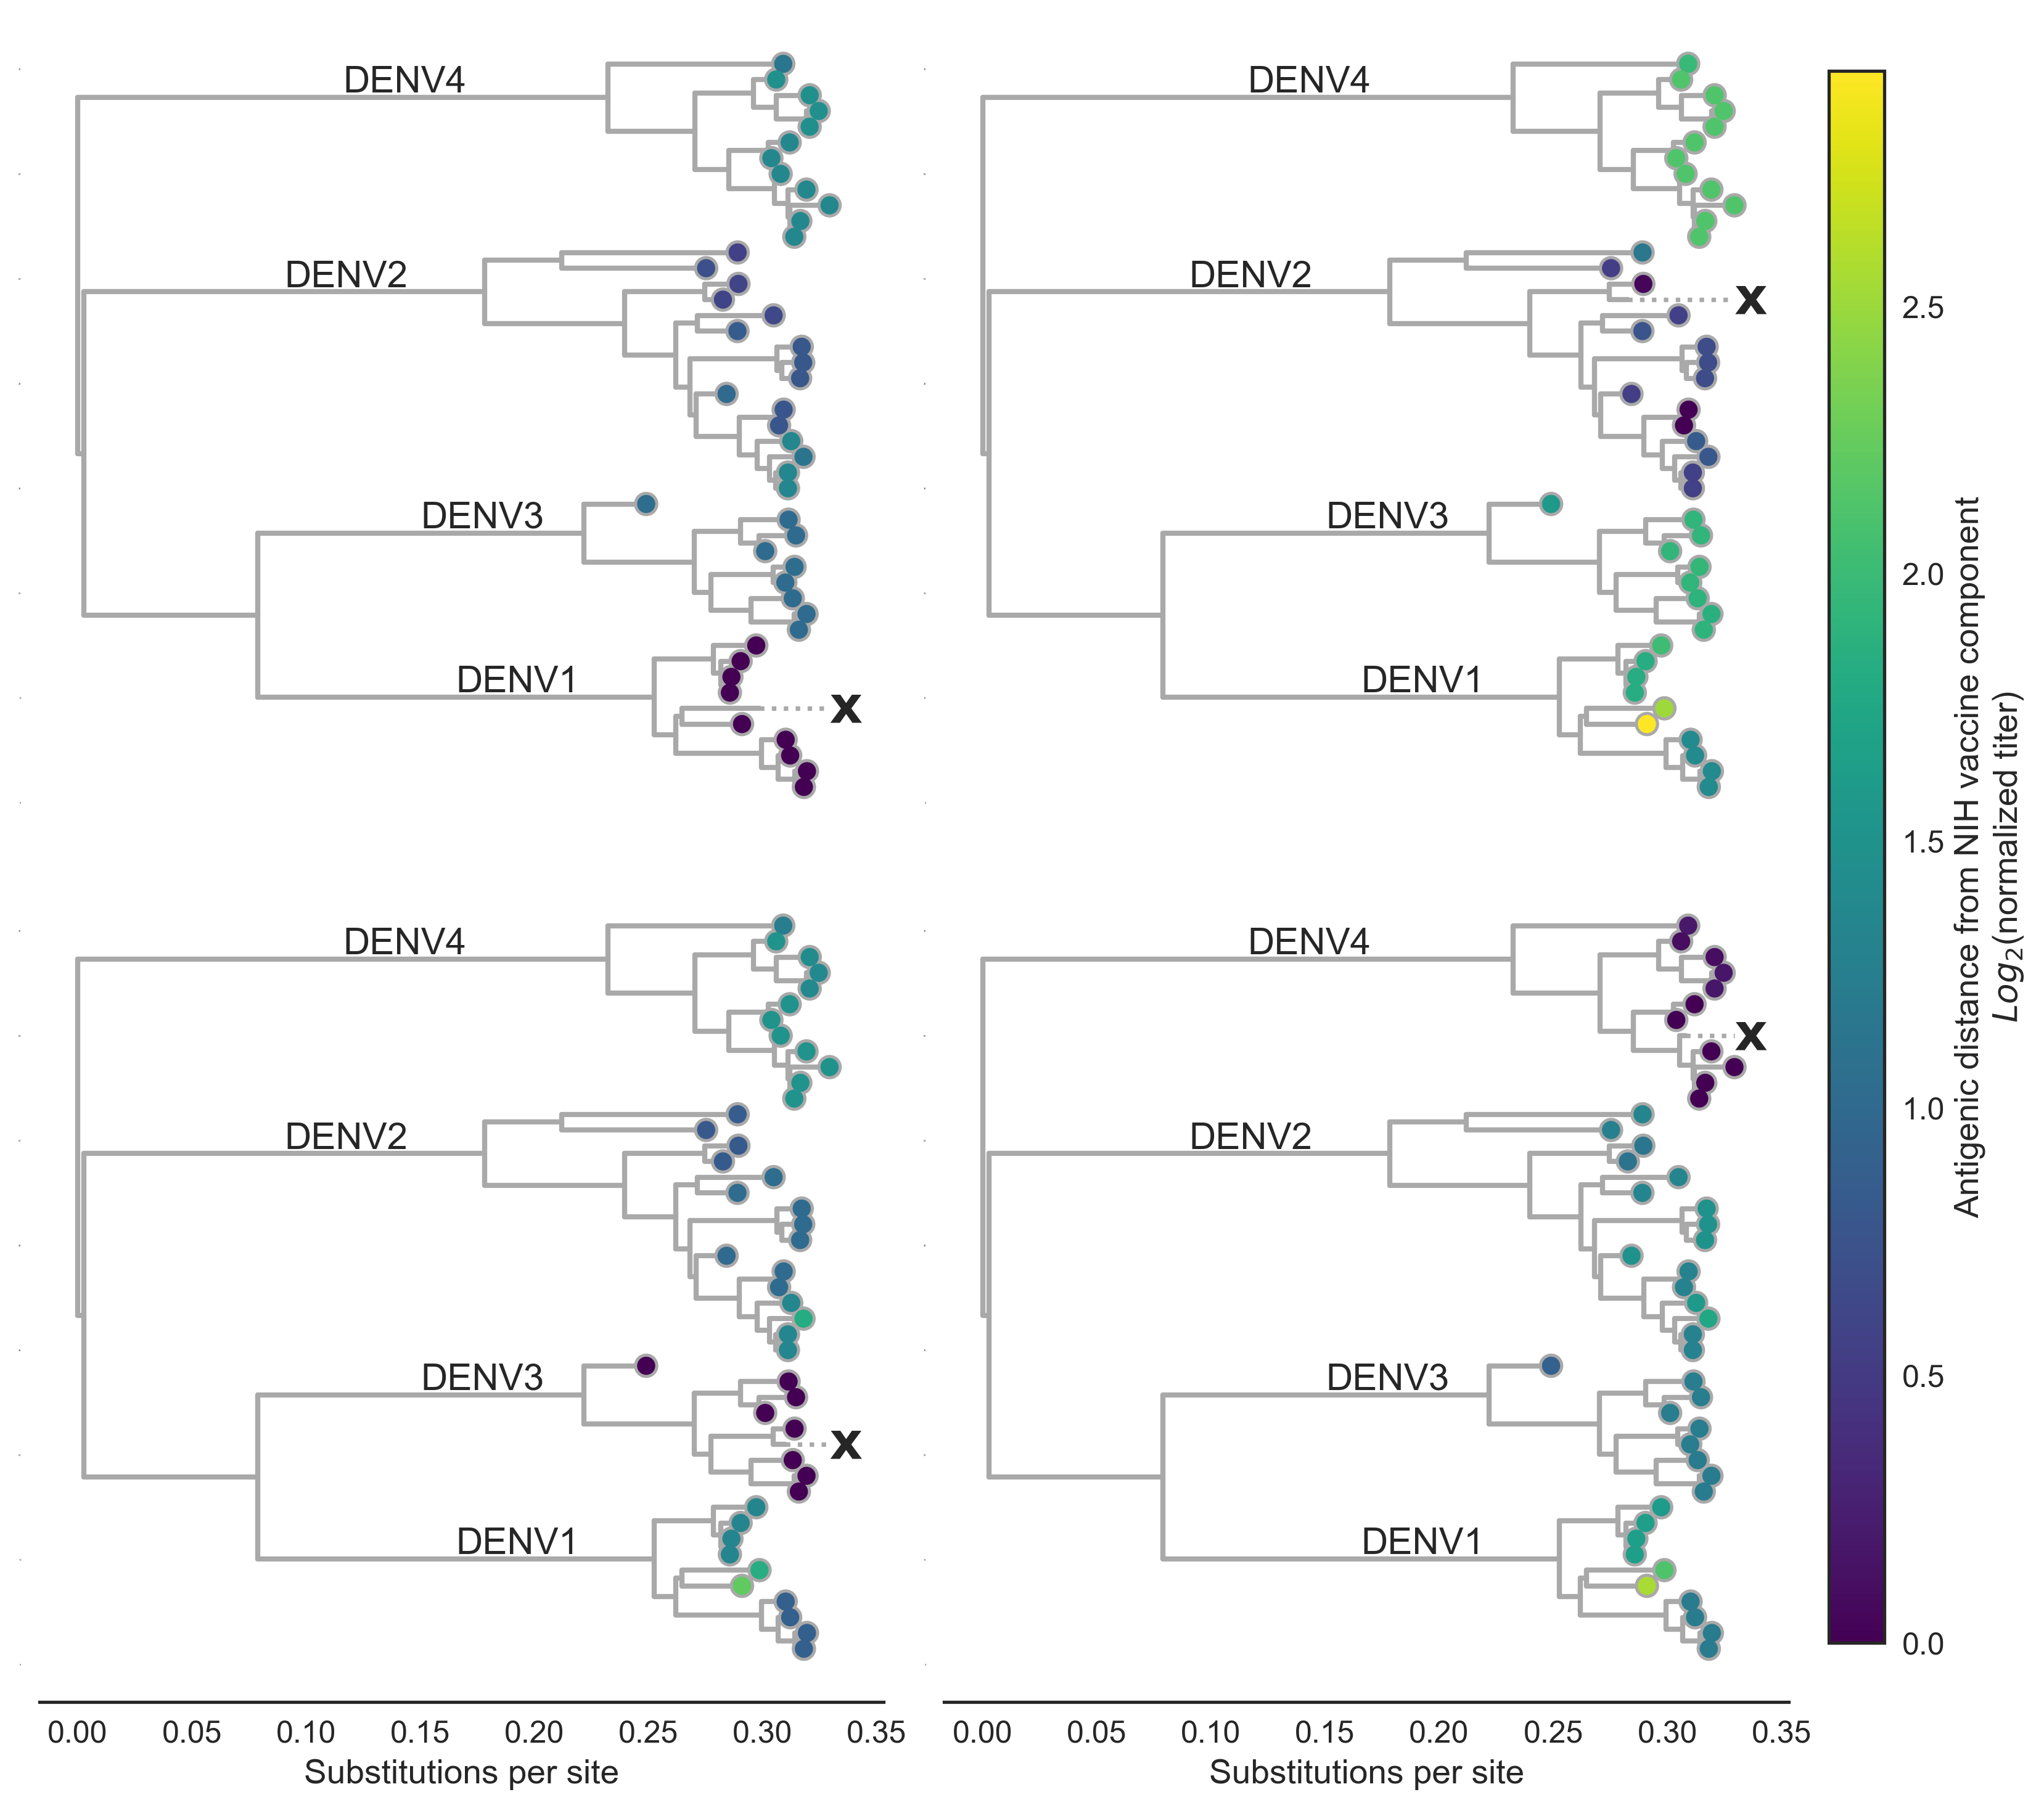 DENV4
DENV2
DENV3
DENV1
x
DENV4
DENV2
x
DENV3
DENV1
DENV4
DENV2
DENV3
x
DENV1
DENV4
x
DENV2
DENV3
DENV1
0.00 0.05 0.10 0.15 0.20 0.25 0.30 0.35
Substitutions per site
0.00 0.05 0.10 0.15 0.20 0.25 0.30 0.35
Substitutions per site
2.5
2.0
1.5
1.0
0.5
0.0
Antigenic distance from NIH vaccine component
Log₂(normalized titer)